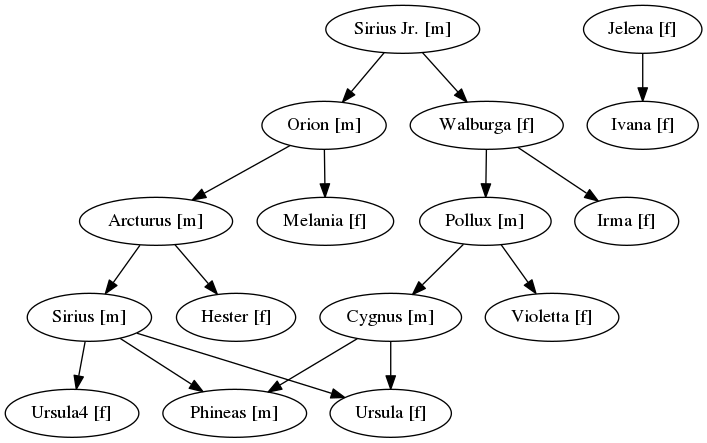 Sirius Jr. [m]
Jelena [f]
Orion [m]
Walburga [f]
Ivana [f]
Arcturus [m]
Melania [f]
Pollux [m]
Irma [f]
Sirius [m]
Hester [f]
Cygnus [m]
Violetta [f]
Ursula4 [f]
Phineas [m]
Ursula [f]